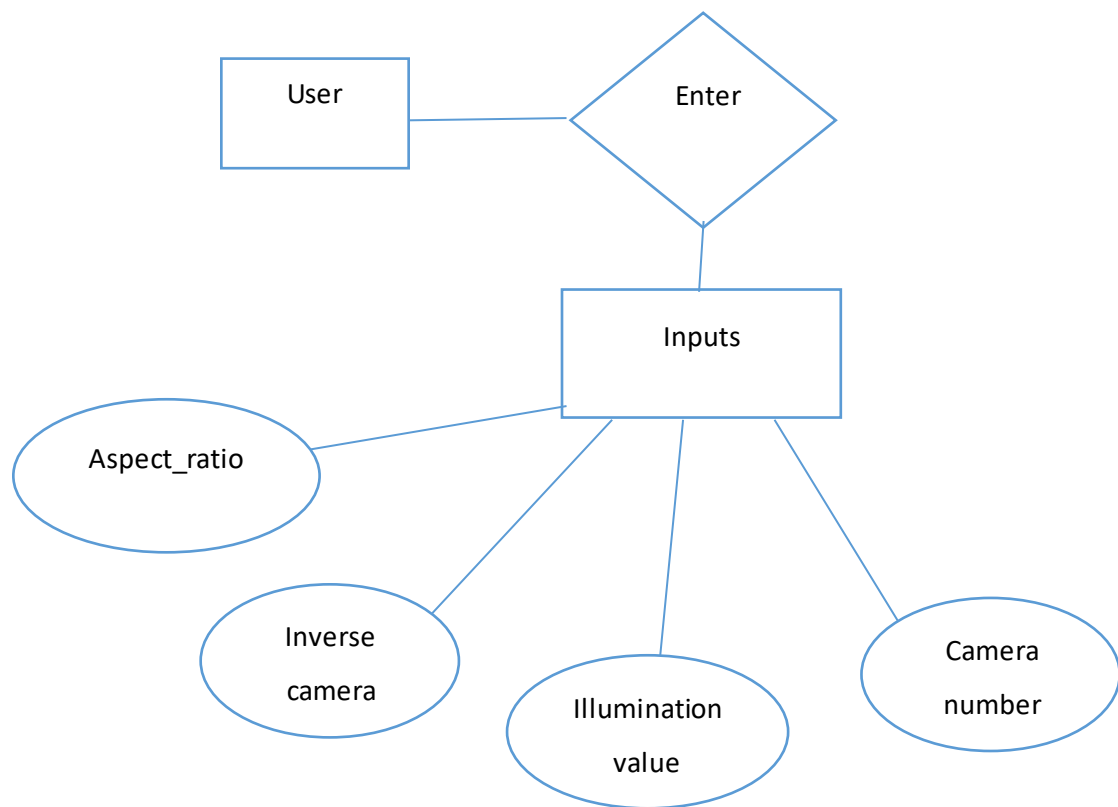 User
Enter
Inputs
Aspect_ratio
Inverse
camera
Illumination
value
Camera
number